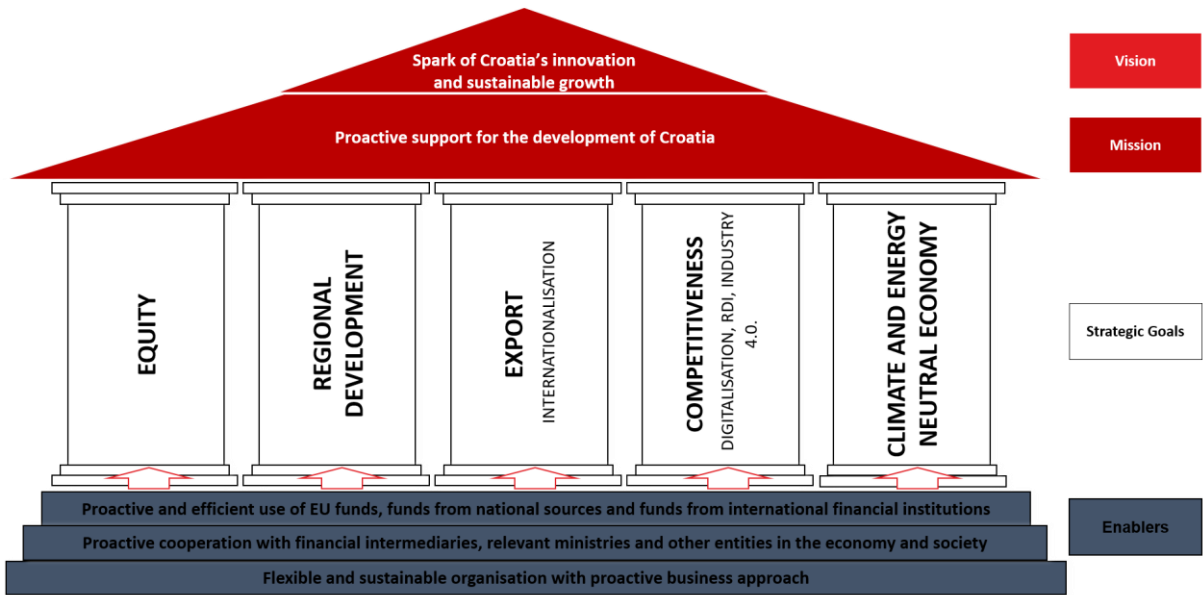 Spark of Croatia's innovation
and sustainable growth
Proactive support for the development of Croatia
Vision
Mission
EQUITY
REGIONAL
DEVELOPMENT
EXPORT
INTERNATIONALISATION
COMPETITIVENESS
DIGITALISATION, RDI, INDUSTRY
4.0.
CLIMATE AND ENERGY
NEUTRAL ECONOMY
Strategic Goals
Proactive and efficient use of EU funds, funds from national sources and funds from international financial institutions
Proactive cooperation with financial intermediaries, relevant ministries and other entities in the economy and society
Flexible and sustainable organisation with proactive business approach
Enablers